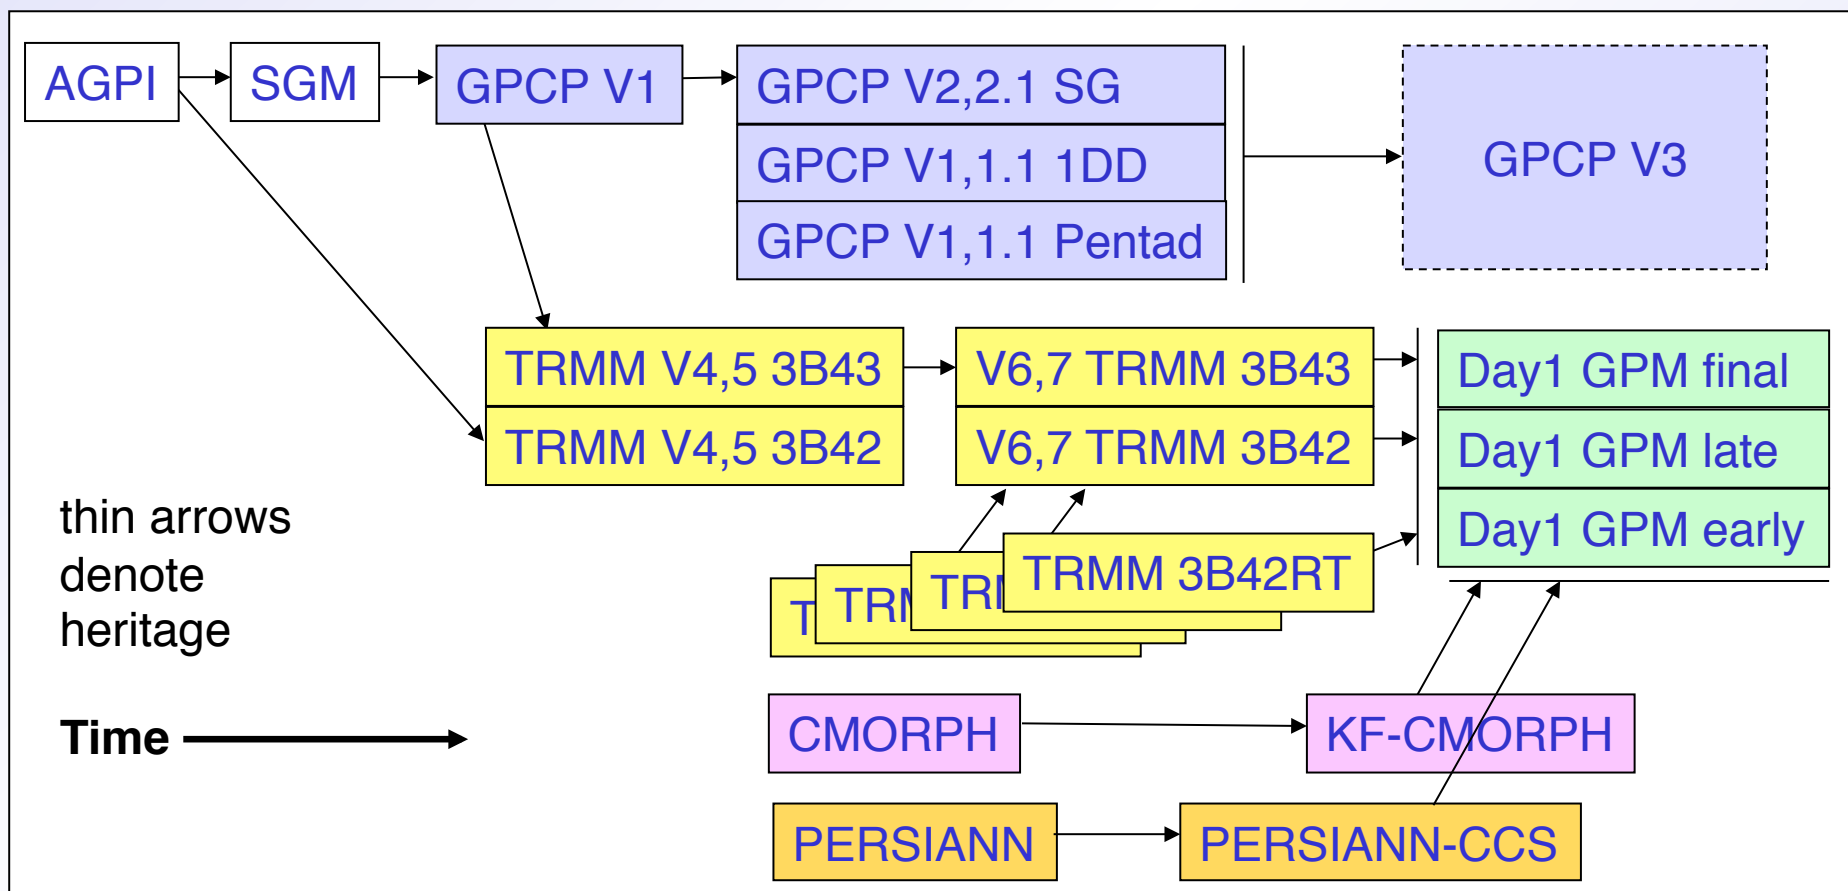 AGPI
SGM
GPCP V1
GPCP V2,2.1 SG
GPCP V1,1.1 1DD
GPCP V1,1.1 Pentad
GPCP V3
TRMM V4,5 3B43
TRMM V4,5 3B42
V6,7 TRMM 3B43
V6,7 TRMM 3B42
Day1 GPM final
Day1 GPM late
Day1 GPM early
thin arrows
denote
heritage
TRMM 3B42RT
Time
CMORPH
KF-CMORPH
PERSIANN
PERSIANN-CCS